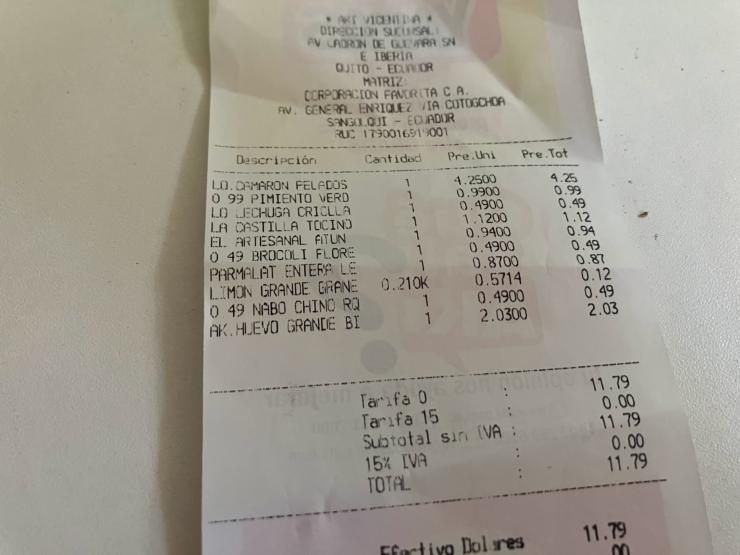 * AKI VICENTINA *
DIRECCION SUCURSAL:
AV LADRON DE GUEVARA SN
E IBERIA
QUITO - ECUADOR
MATRIZ:
CORPORACION FAVORITA C.A.
AV. GENERAL ENRIQUEZ VIA COTOGCHOA
SANGOLQUI - ECUADOR
RUC 1790016919001
Descripción Cantidad Pre.Uni Pre.Tot
LO.CAMARON PELADOS 1 4.2500 4.25
0 99 PIMIENTO VERD 1 0.9900 0.99
LO LECHUGA CRIOLLA 1 0.4900 0.49
LA CASTILLA TOCINO 1 1.1200 1.12
EL ARTESANAL ATUN 1 0.9400 0.94
0 49 BROCOLI FLORE 1 0.4900 0.49
PARMALAT ENTERA LE 1 0.8700 0.87
LIMON GRANDE GRANE 0.210K 0.5714 0.12
0 49 NABO CHINO RQ 1 0.4900 0.49
AK.HUEVO GRANDE BI 1 2.0300 2.03
Tarifa 0 : 11.79
Tarifa 15 : 0.00
Subtotal sin IVA : 11.79
15% IVA : 0.00
TOTAL : 11.79
Efectivo Dolares 11.79